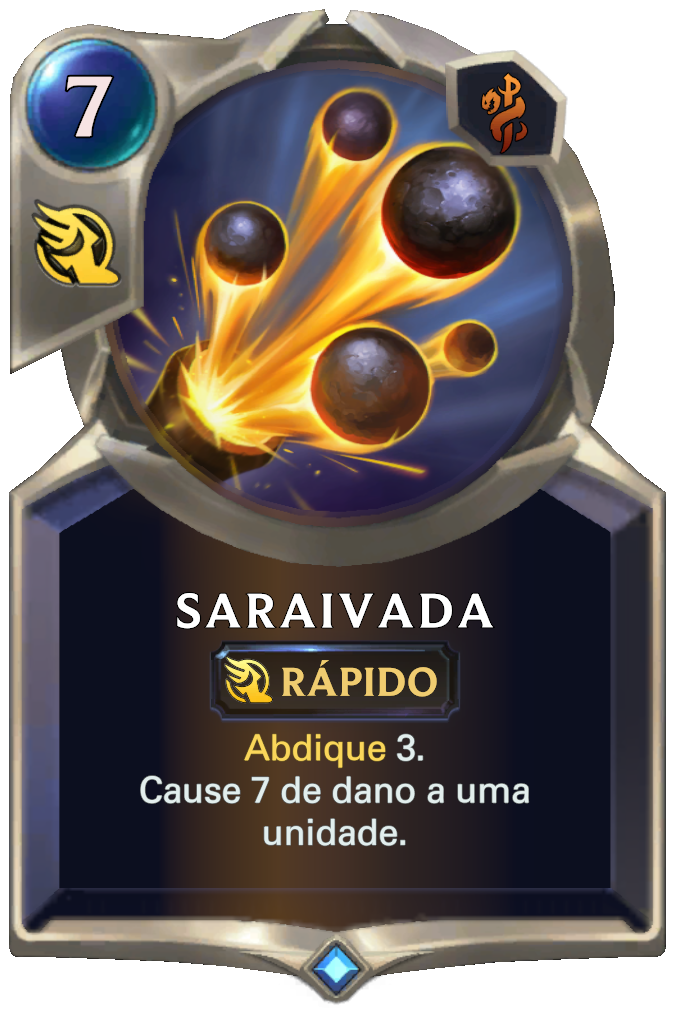 7
SARAIVADA
RÁPIDO
Abdique 3.
Cause 7 de dano a uma
unidade.